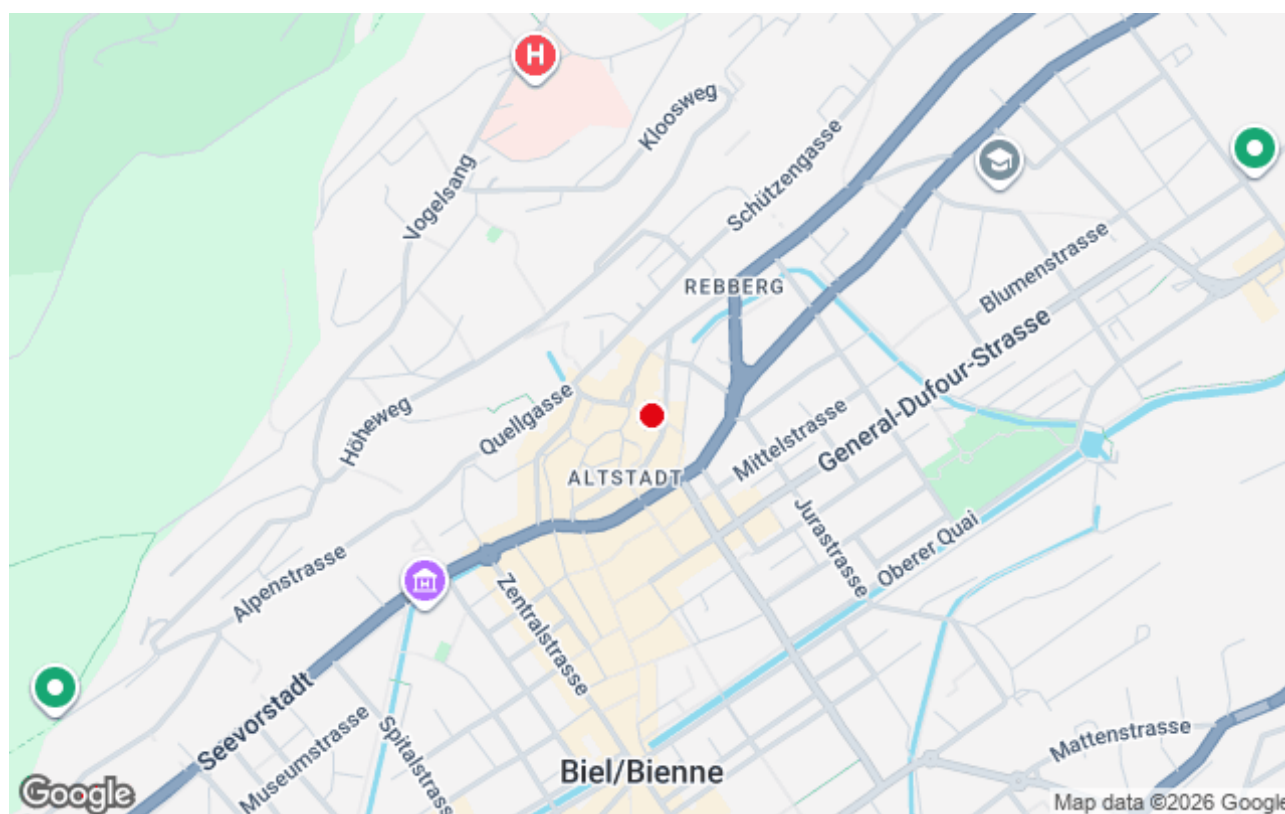 H
Kloosweg
Vogelsang
Schützengasse
REBBERG
Blumenstrasse
General-Dufour-Strasse
Höheweg
Quellgasse
Mittelstrasse
ALTSTADT
Jurastrasse
Oberer Quai
Alpenstrasse
H
Zentralstrasse
Seevorstadt
Museumstrasse
Spitalstrasse
Mattenstrasse
Biel/Bienne
Google
Map data ©2026 Google